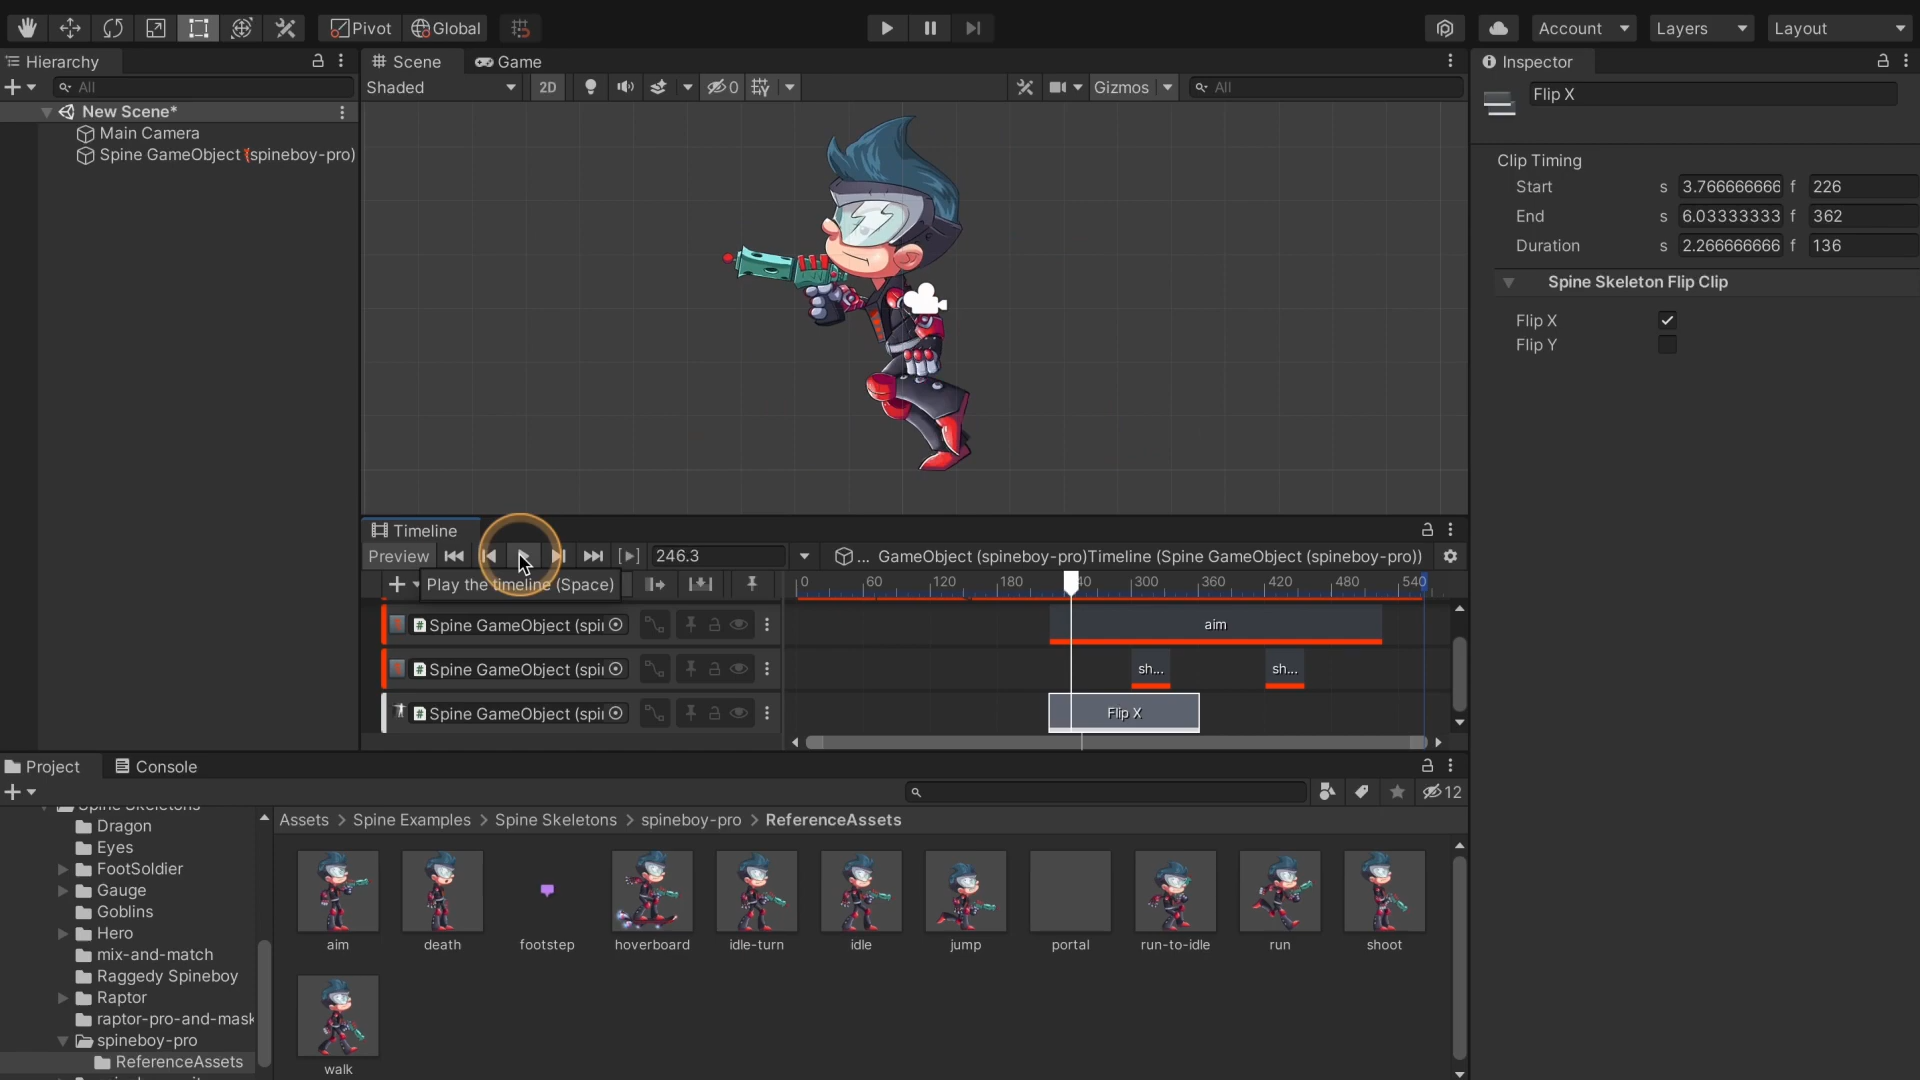 Pivot
Global
Account
Layers
Layout
Hierarchy
Scene
Game
Inspector
All
Shaded
2D
0
Gizmos
All
Flip X
New Scene*
Main Camera
Spine GameObject (spineboy-pro)
Clip Timing
Start s 3.766666666 f 226
End s 6.03333333 f 362
Duration s 2.266666666 f 136
Spine Skeleton Flip Clip
Flip X
Flip Y
Timeline
Preview
246.3
... GameObject (spineboy-pro)Timeline (Spine GameObject (spineboy-pro))
Play the timeline (Space)
0 60 120 180 40 300 360 420 480 540
Spine GameObject (spi
aim
Spine GameObject (spi
sh...
sh...
Spine GameObject (spi
Flip X
Project
Console
12
Spine Skeletons
Dragon
Eyes
FootSoldier
Gauge
Goblins
Hero
mix-and-match
Raggedy Spineboy
Raptor
raptor-pro-and-mask
spineboy-pro
ReferenceAssets
Assets > Spine Examples > Spine Skeletons > spineboy-pro > ReferenceAssets
aim
death
footstep
hoverboard
idle-turn
idle
jump
portal
run-to-idle
run
shoot
walk